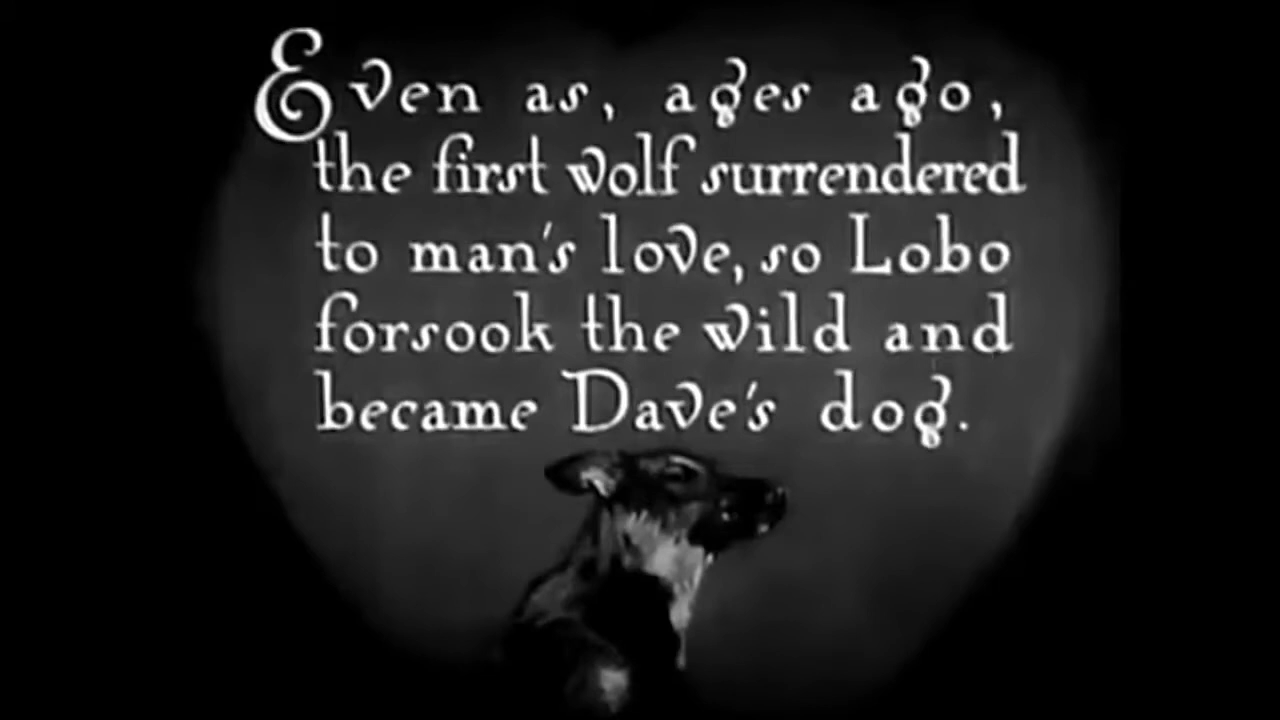 Even as, ages ago,
the first wolf surrendered
to man's love, so Lobo
forsook the wild and
became Dave's dog.